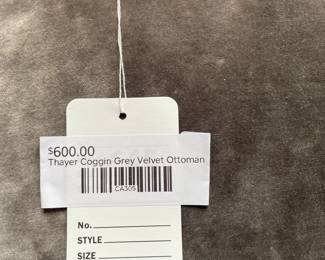 $600.00
Thayer Coggin Grey Velvet Ottoman
CA305
No.
STYLE
SIZE